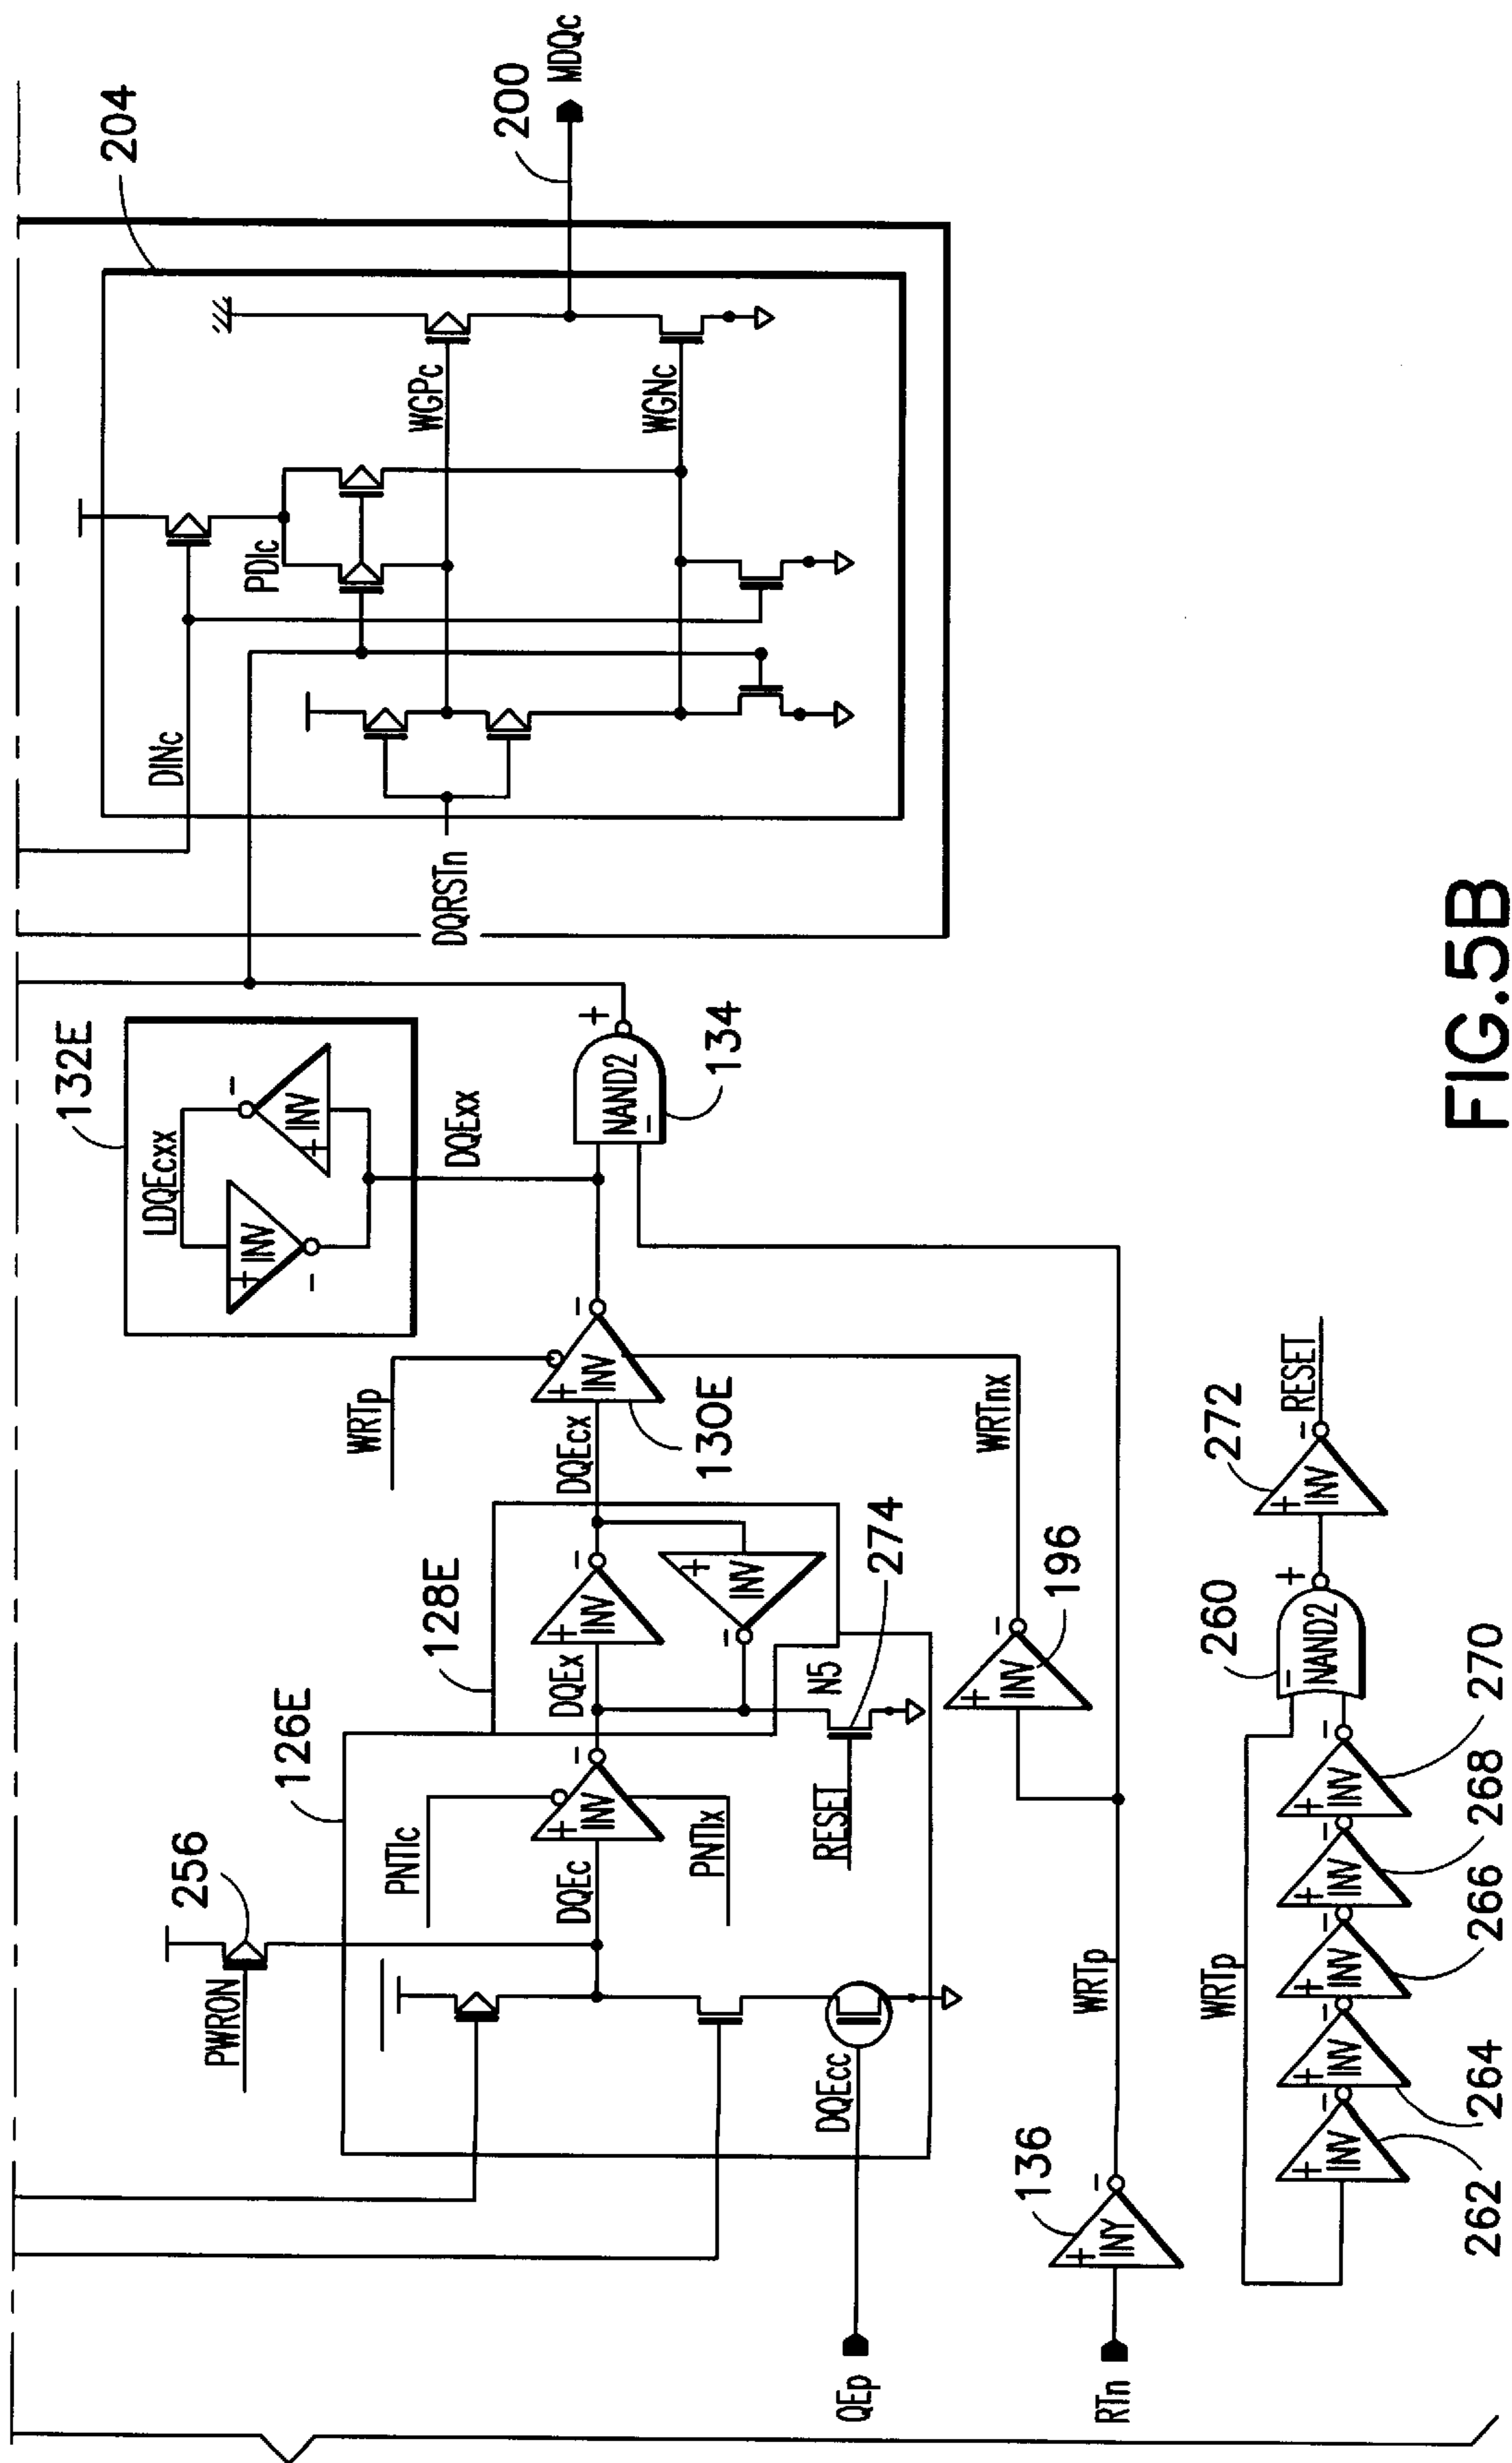 204
200
MDQc
DINc
PDIc
WGPc
WGNc
DQRSTn
132E
LDQEcxx
+ INV −
+ INV −
DQExx
+
NAND2
−
134
WRTp
+ INV −
130E
DQEcx
128E
+ INV −
+ INV −
DQEx
N5
274
RESET
126E
PNTIc
+ INV −
PNTIx
DQEc
256
PWRON
DQEcc
QEp
WRTnx
+ INV −
196
WRTp
136
+ INY −
RTn
WRTp
262
+ INV −
264
+ INV −
266
+ INV −
268
+ INV −
270
+ INV −
260
−
NAND2
+
272
+ INV −
RESET
FIG.5B